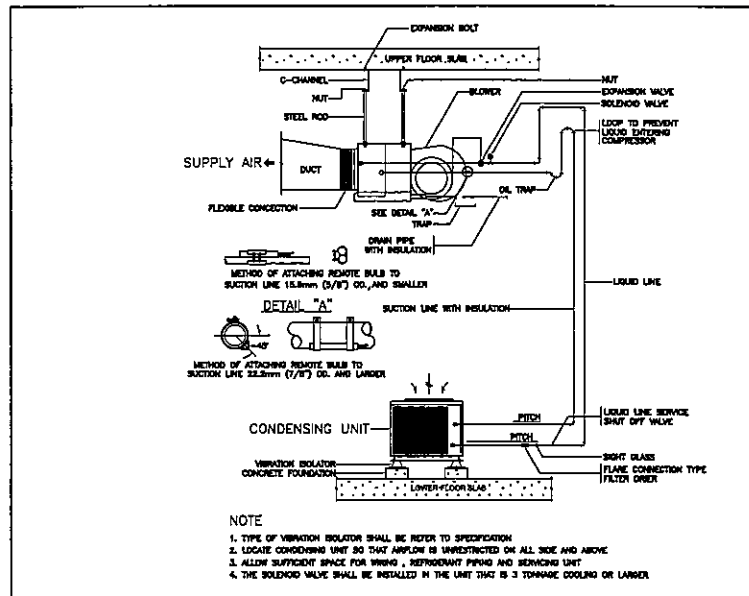 EXPANSION BOLT
UPPER FLOOR SLAB
C-CHANNEL
NUT
STEEL ROD
BLOWER
NUT
EXPANSION VALVE
SOLENOID VALVE
LOOP TO PREVENT
LIQUID ENTERING
COMPRESSOR
SUPPLY AIR
DUCT
OIL TRAP
FLEXIBLE CONCECTION
SEE DETAIL "A"
TRAP
DRAIN PIPE
WITH INSULATION
METHOD OF ATTACHING REMOTE BULB TO
SUCTION LINE 15.9mm (5/8") OD.,AND SMALLER
LIQUID LINE
DETAIL "A"
SUCTION LINE WITH INSULATION
45°
METHOD OF ATTACHING REMOTE BULB TO
SUCTION LINE 22.2mm (7/8") OD. AND LARGER
CONDENSING UNIT
PITCH
LIQUID LINE SERVICE
SHUT OFF VALVE
PITCH
SIGHT GLASS
VIBRATION ISOLATOR
CONCRETE FOUNDATION
FLARE CONNECTION TYPE
FILTER DRIER
LOWER-FLOOR SLAB
NOTE
1. TYPE OF VIBRATION ISOLATOR SHALL BE REFER TO SPECIFICATION
2. LOCATE CONDENSING UNIT SO THAT AIRFLOW IS UNRESTRICTED ON ALL SIDE AND ABOVE
3. ALLOW SUFFICIENT SPACE FOR WIRING , REFRIGERANT PIPING AND SERVICING UNIT
4. THE SOLENOID VALVE SHALL BE INSTALLED IN THE UNIT THAT IS 3 TONNAGE COOLING OR LARGER